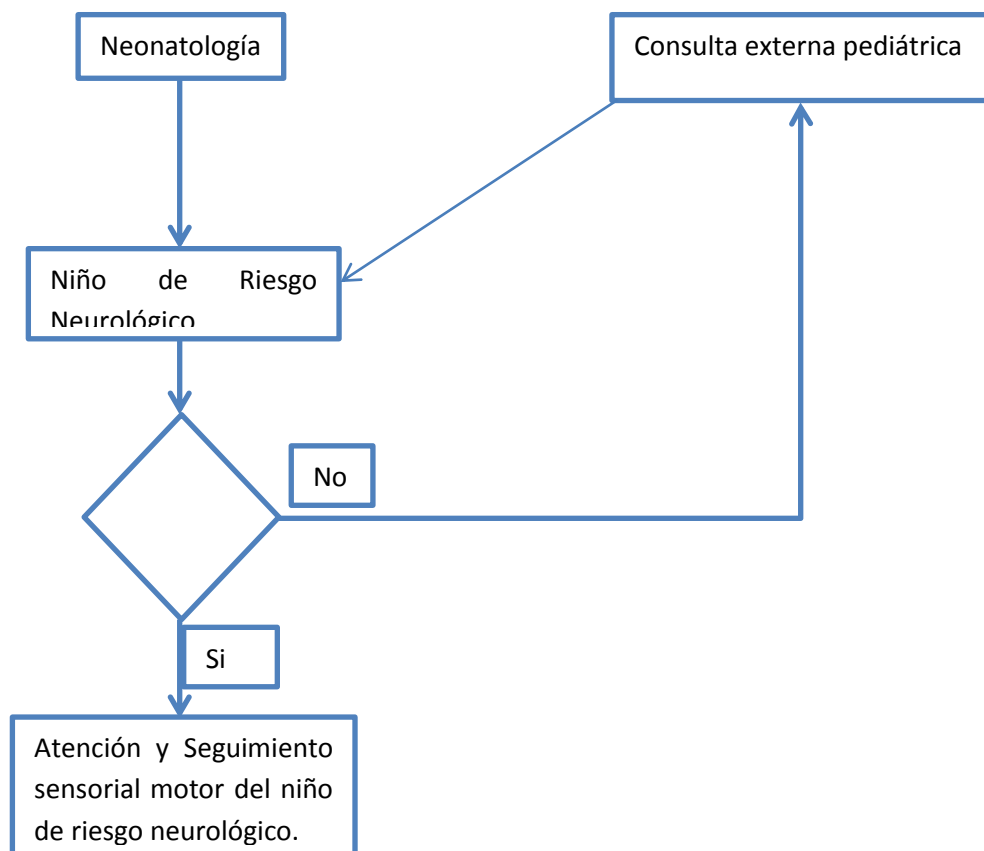 Neonatología
Consulta externa pediátrica
Niño de Riesgo
Neurológico
No
Si
Atención y Seguimiento
sensorial motor del niño
de riesgo neurológico.